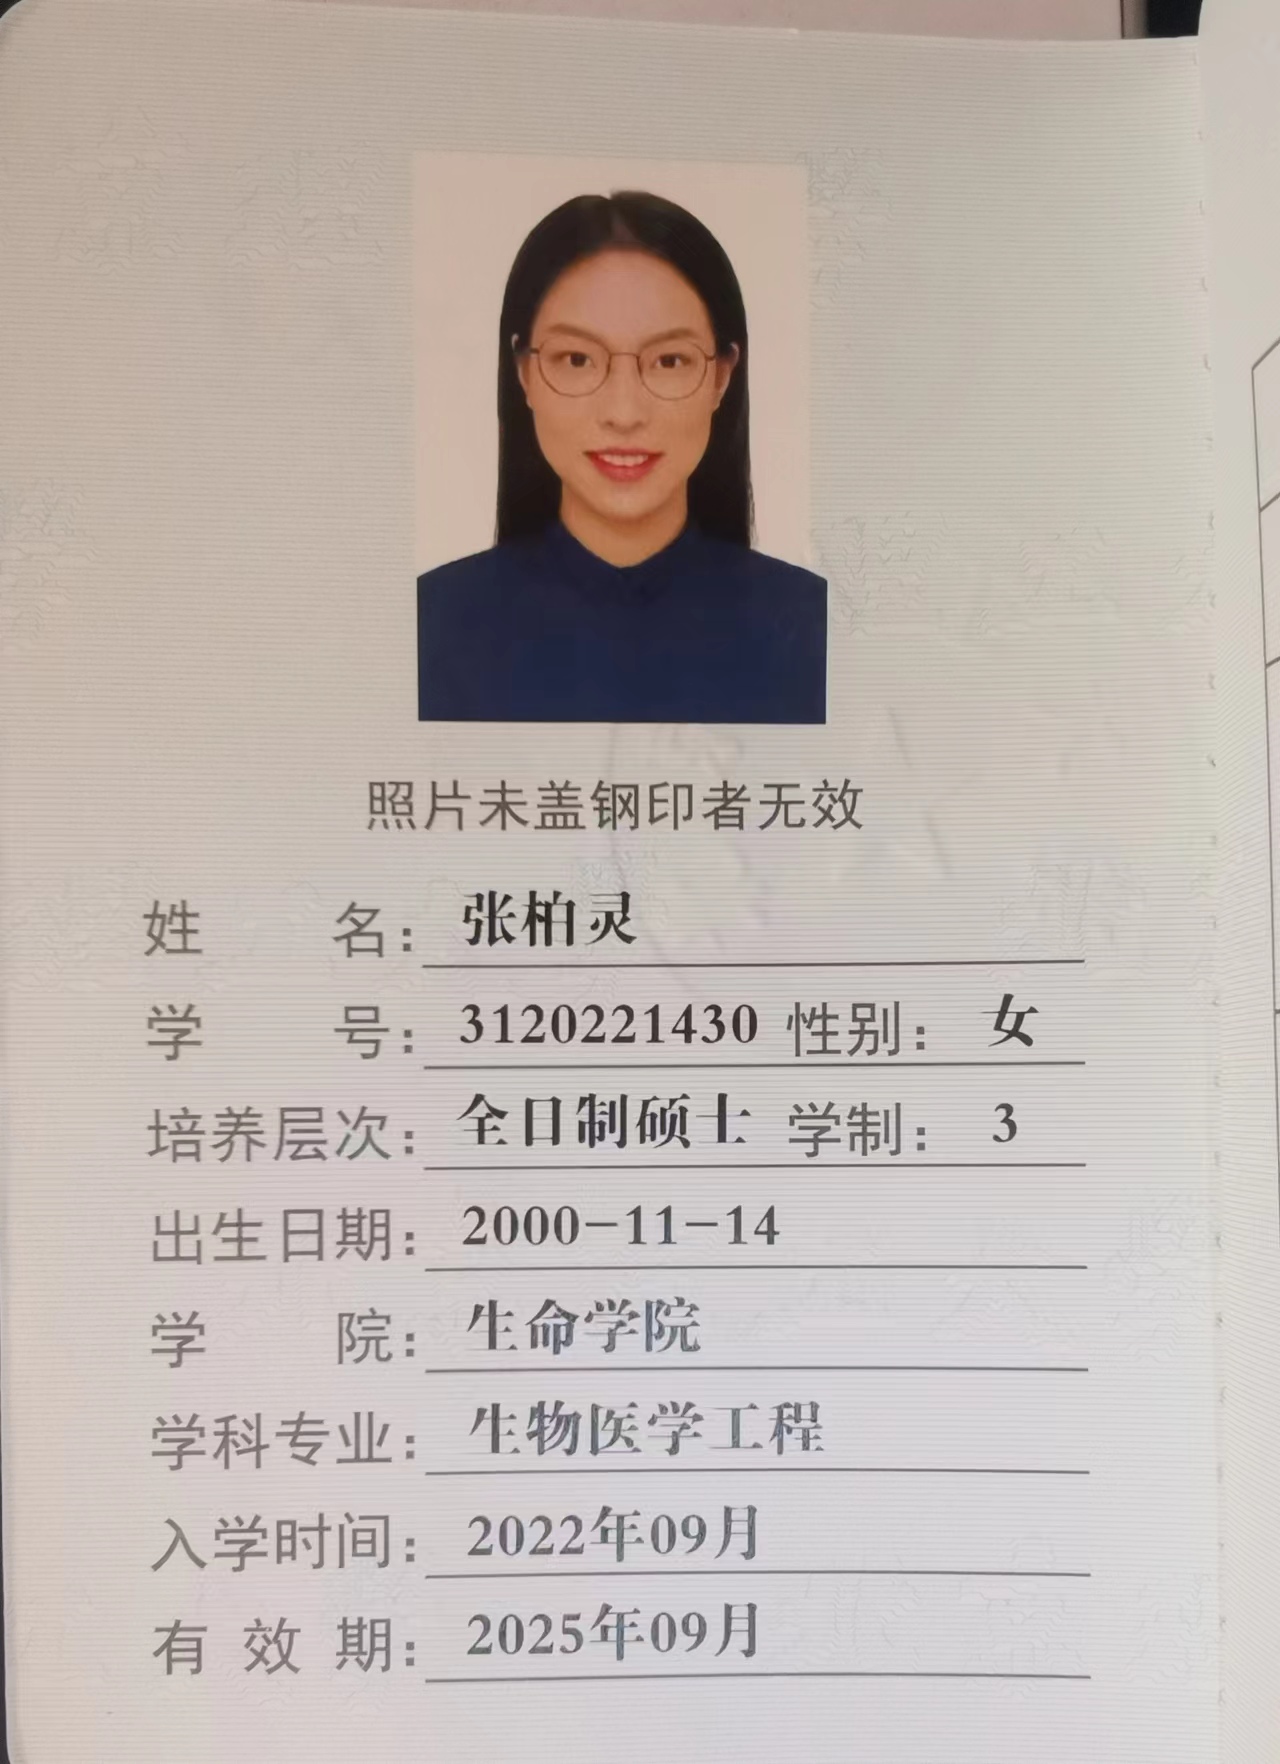 照片未盖钢印者无效
姓名：张柏灵
学号：3120221430 性别：女
培养层次：全日制硕士 学制：3
出生日期：2000-11-14
学院：生命学院
学科专业：生物医学工程
入学时间：2022年09月
有效期：2025年09月